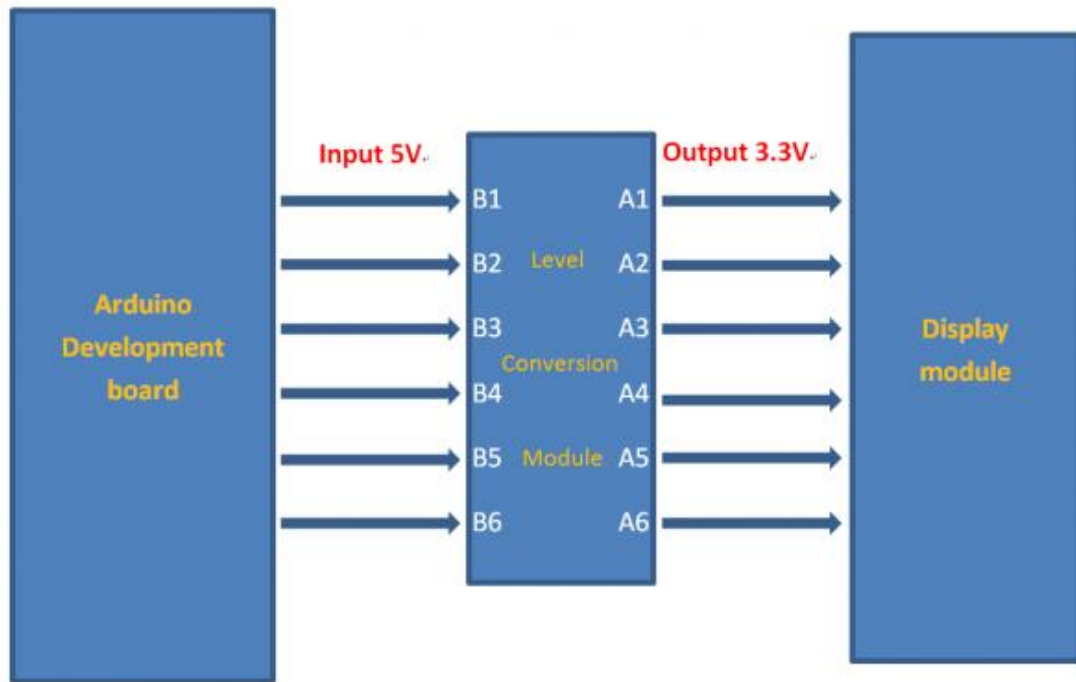 Arduino
Development
board
Input 5V
B1
B2
B3
B4
B5
B6
Level
Conversion
Module
A1
A2
A3
A4
A5
A6
Output 3.3V
Display
module